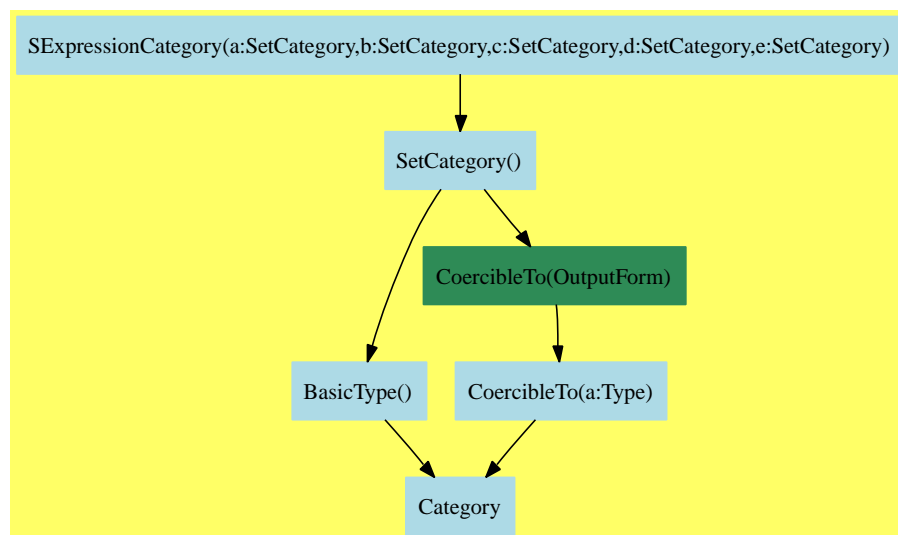 SExpressionCategory(a:SetCategory,b:SetCategory,c:SetCategory,d:SetCategory,e:SetCategory)
SetCategory()
CoercibleTo(OutputForm)
BasicType()
CoercibleTo(a:Type)
Category